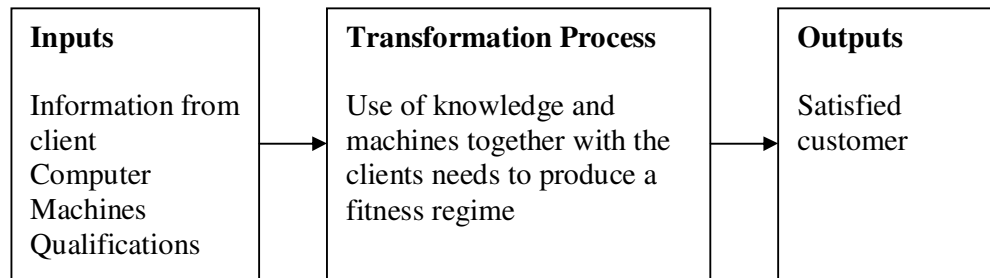 Inputs
Information from
client
Computer
Machines
Qualifications
Transformation Process
Use of knowledge and
machines together with the
clients needs to produce a
fitness regime
Outputs
Satisfied
customer